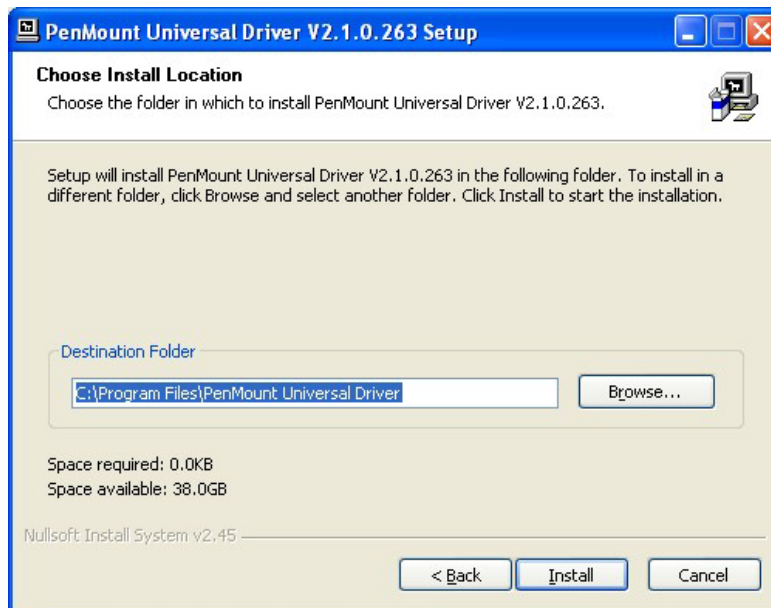 PenMount Universal Driver V2.1.0.263 Setup
Choose Install Location
Choose the folder in which to install PenMount Universal Driver V2.1.0.263.
Setup will install PenMount Universal Driver V2.1.0.263 in the following folder. To install in a
different folder, click Browse and select another folder. Click Install to start the installation.
Destination Folder
C:\Program Files\PenMount Universal Driver
Browse...
Space required: 0.0KB
Space available: 38.0GB
Nullsoft Install System v2.45
< Back
Install
Cancel